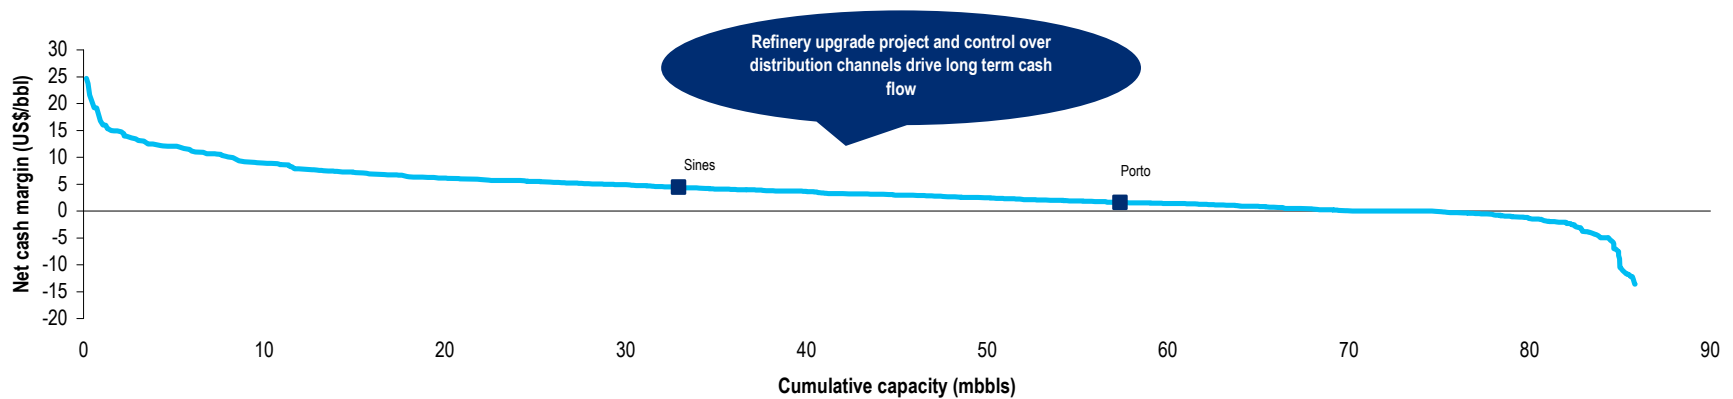 Refinery upgrade project and control over
distribution channels drive long term cash
flow
Net cash margin (US$/bbl)
30
25
20
15
10
5
0
-5
-10
-15
-20
Sines
Porto
0 10 20 30 40 50 60 70 80 90
Cumulative capacity (mbbls)